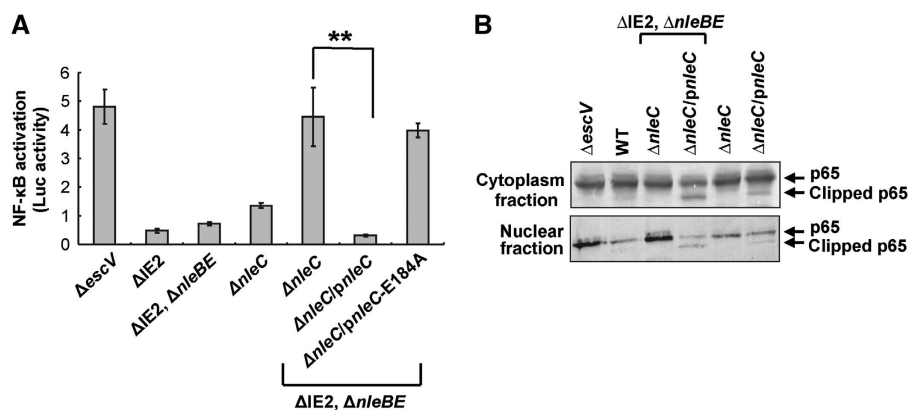 A
NF-κB activation
(Luc activity)
6
5
4
3
2
1
0
**
ΔescV
ΔIE2
ΔIE2, ΔnleBE
ΔnleC
ΔnleC
ΔnleC/pnleC
ΔnleC/pnleC-E184A
ΔIE2, ΔnleBE
B
ΔIE2, ΔnleBE
ΔescV
WT
ΔnleC
ΔnleC/pnleC
ΔnleC
ΔnleC/pnleC
Cytoplasm
fraction
p65
Clipped p65
Nuclear
fraction
p65
Clipped p65